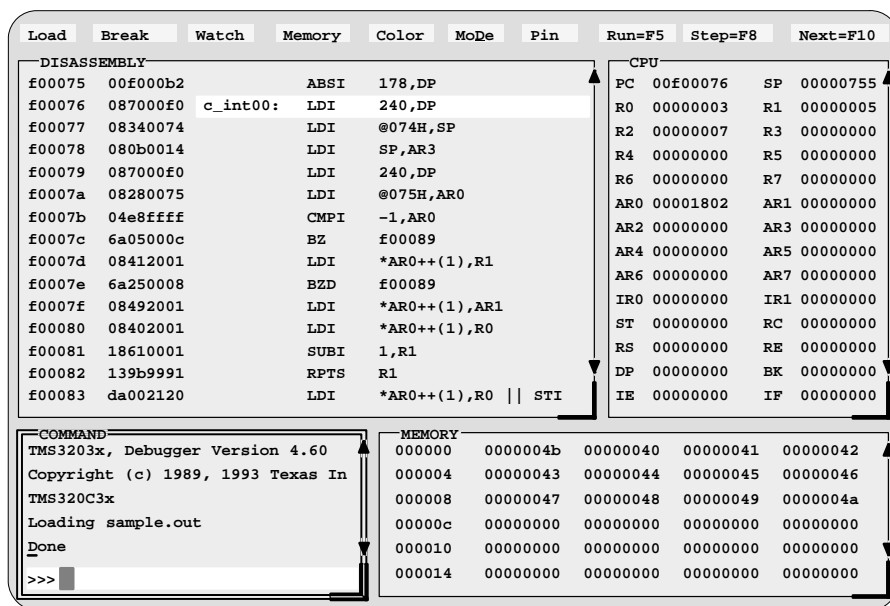 Load Break Watch Memory Color MoDe Pin Run=F5 Step=F8 Next=F10
DISASSEMBLY
f00075 00f000b2 ABSI 178,DP
f00076 087000f0 c_int00: LDI 240,DP
f00077 08340074 LDI @074H,SP
f00078 080b0014 LDI SP,AR3
f00079 087000f0 LDI 240,DP
f0007a 08280075 LDI @075H,AR0
f0007b 04e8ffff CMPI –1,AR0
f0007c 6a05000c BZ f00089
f0007d 08412001 LDI *AR0++(1),R1
f0007e 6a250008 BZD f00089
f0007f 08492001 LDI *AR0++(1),AR1
f00080 08402001 LDI *AR0++(1),R0
f00081 18610001 SUBI 1,R1
f00082 139b9991 RPTS R1
f00083 da002120 LDI *AR0++(1),R0 || STI
CPU
PC 00f00076 SP 00000755
R0 00000003 R1 00000005
R2 00000007 R3 00000000
R4 00000000 R5 00000000
R6 00000000 R7 00000000
AR0 00001802 AR1 00000000
AR2 00000000 AR3 00000000
AR4 00000000 AR5 00000000
AR6 00000000 AR7 00000000
IR0 00000000 IR1 00000000
ST 00000000 RC 00000000
RS 00000000 RE 00000000
DP 00000000 BK 00000000
IE 00000000 IF 00000000
COMMAND
TMS3203x, Debugger Version 4.60
Copyright (c) 1989, 1993 Texas In
TMS320C3x
Loading sample.out
Done
>>>
MEMORY
000000 0000004b 00000040 00000041 00000042
000004 00000043 00000044 00000045 00000046
000008 00000047 00000048 00000049 0000004a
00000c 00000000 00000000 00000000 00000000
000010 00000000 00000000 00000000 00000000
000014 00000000 00000000 00000000 00000000